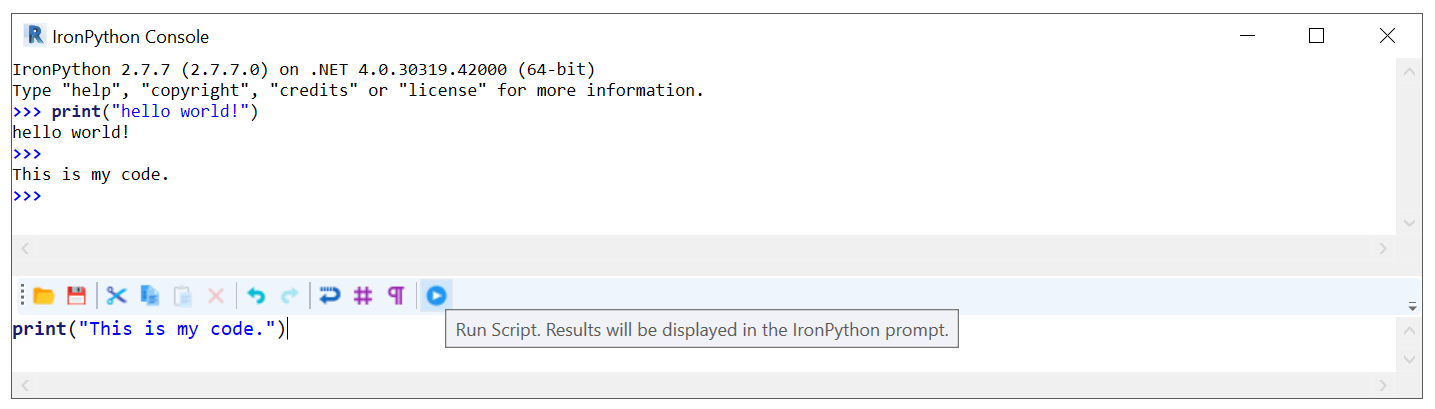 IronPython Console
IronPython 2.7.7 (2.7.7.0) on .NET 4.0.30319.42000 (64-bit)
Type "help", "copyright", "credits" or "license" for more information.
>>> print("hello world!")
hello world!
>>>
This is my code.
>>>
print("This is my code.")
Run Script. Results will be displayed in the IronPython prompt.